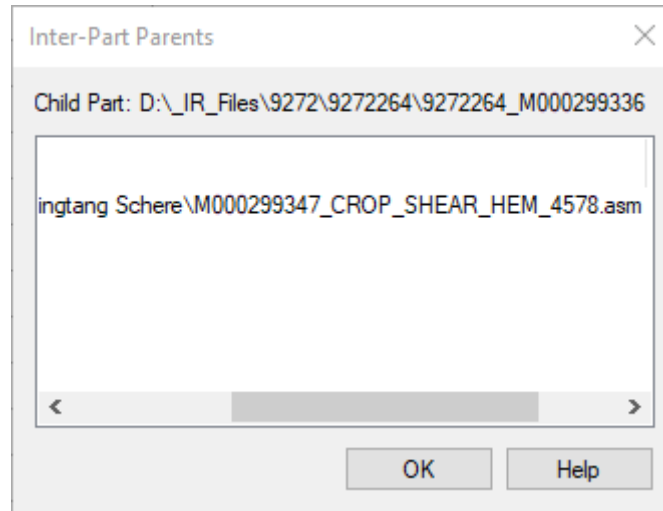 Inter-Part Parents
Child Part: D:\_IR_Files\9272\9272264\9272264_M000299336
ingtang Schere\M000299347_CROP_SHEAR_HEM_4578.asm
OK
Help